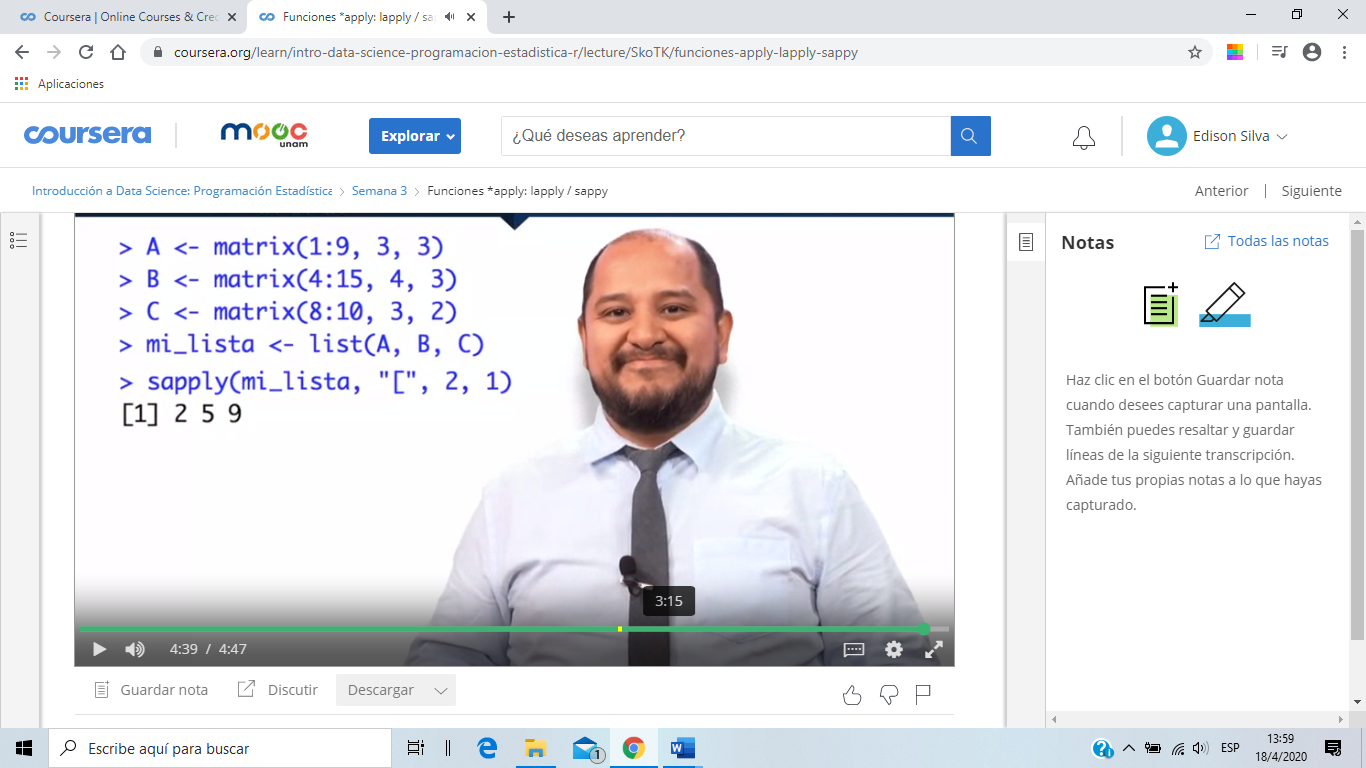 Coursera | Online Courses & Cred
Funciones *apply: lapply / sa
coursera.org/learn/intro-data-science-programacion-estadistica-r/lecture/SkoTK/funciones-apply-lapply-sappy
Aplicaciones
coursera
mooc
unam
Explorar
¿Qué deseas aprender?
Edison Silva
Introducción a Data Science: Programación Estadística
Semana 3
Funciones *apply: lapply / sappy
Anterior | Siguiente
> A <- matrix(1:9, 3, 3)
> B <- matrix(4:15, 4, 3)
> C <- matrix(8:10, 3, 2)
> mi_lista <- list(A, B, C)
> sapply(mi_lista, "[", 2, 1)
[1] 2 5 9
3:15
4:39 / 4:47
Guardar nota
Discutir
Descargar
Notas
Todas las notas
Haz clic en el botón Guardar nota
cuando desees capturar una pantalla.
También puedes resaltar y guardar
líneas de la siguiente transcripción.
Añade tus propias notas a lo que hayas
capturado.
Escribe aquí para buscar
1
ESP
13:59
18/4/2020